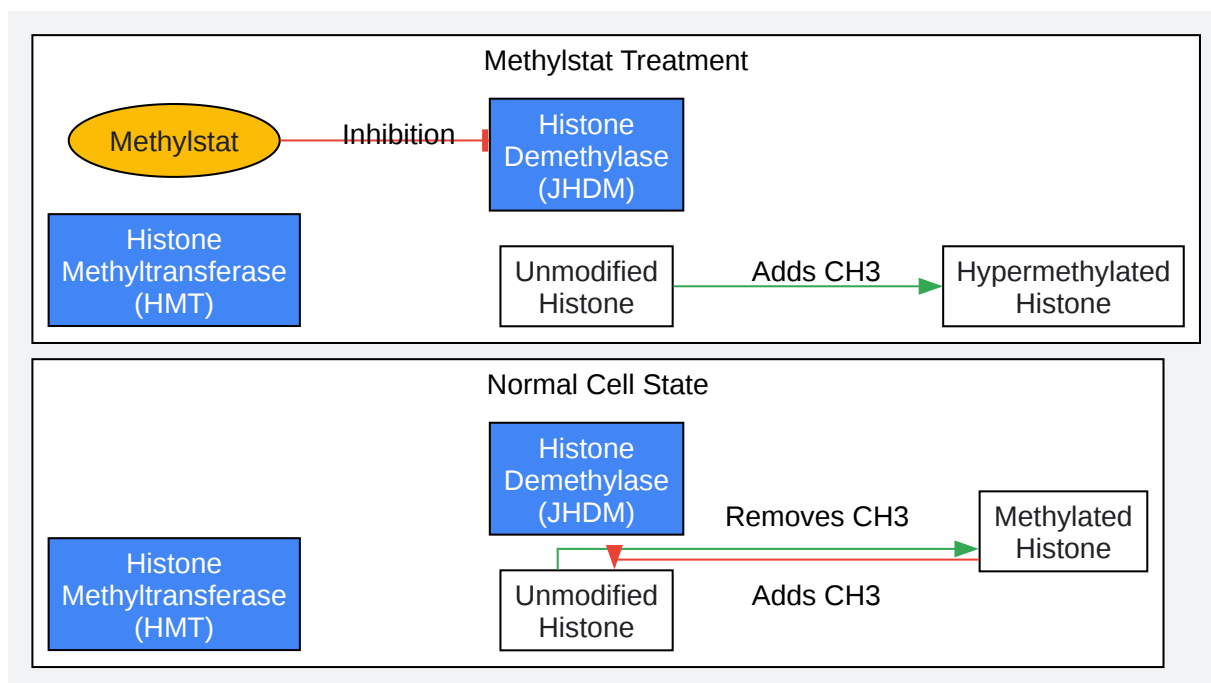 Methylstat Treatment
Methylstat
Inhibition
Histone
Demethylase
(JHDM)
Histone
Methyltransferase
(HMT)
Unmodified
Histone
Adds CH3
Hypermethylated
Histone
Normal Cell State
Histone
Demethylase
(JHDM)
Removes CH3
Methylated
Histone
Histone
Methyltransferase
(HMT)
Unmodified
Histone
Adds CH3